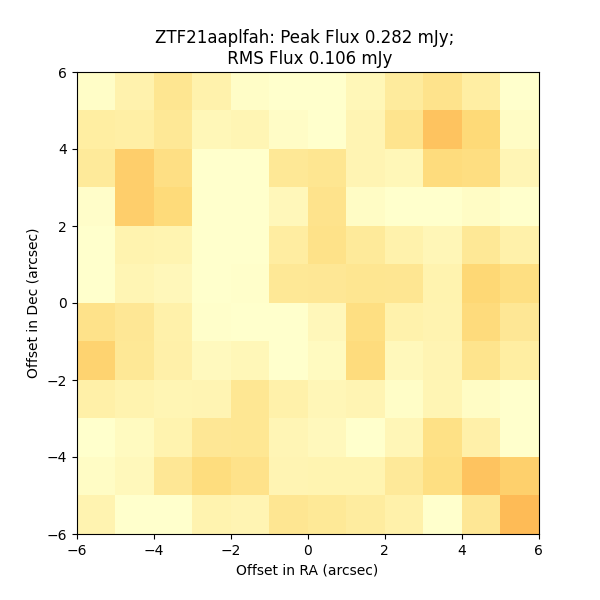 ZTF21aaplfah: Peak Flux 0.282 mJy;
RMS Flux 0.106 mJy
6
4
2
0
−2
−4
−6
Offset in Dec (arcsec)
−6 −4 −2 0 2 4 6
Offset in RA (arcsec)